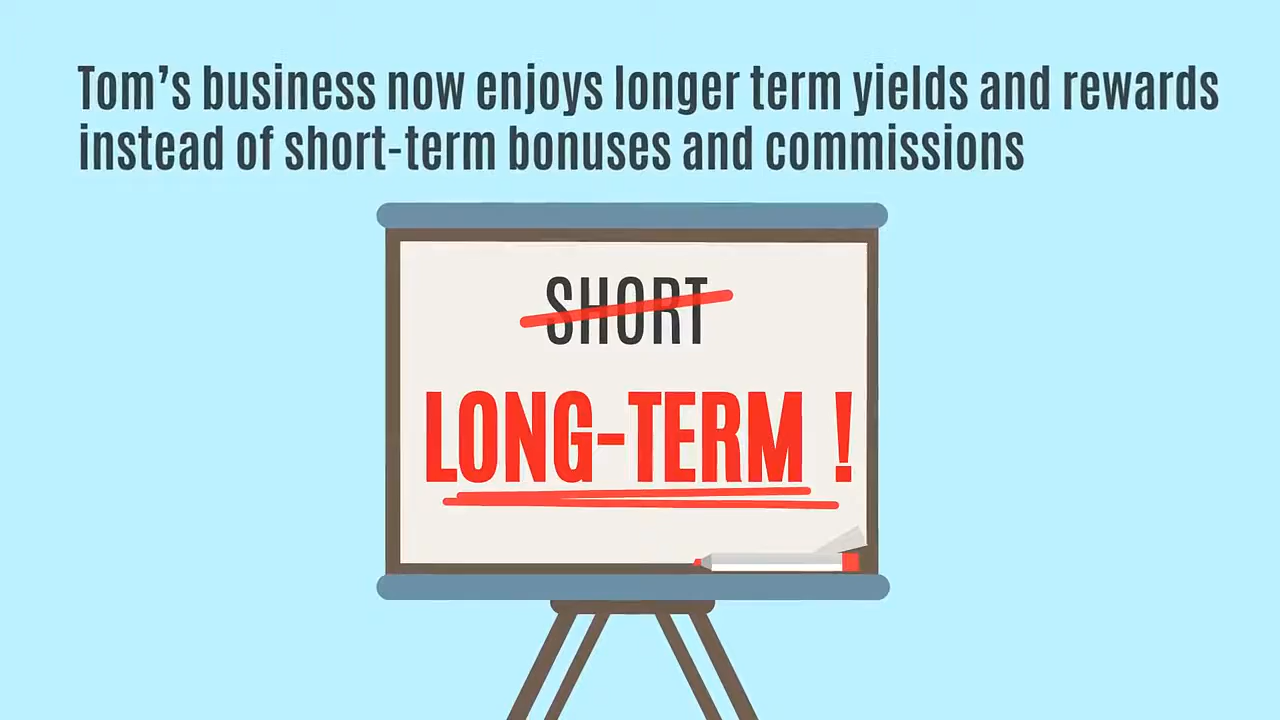 Tom’s business now enjoys longer term yields and rewards
instead of short-term bonuses and commissions
SHORT
LONG-TERM !